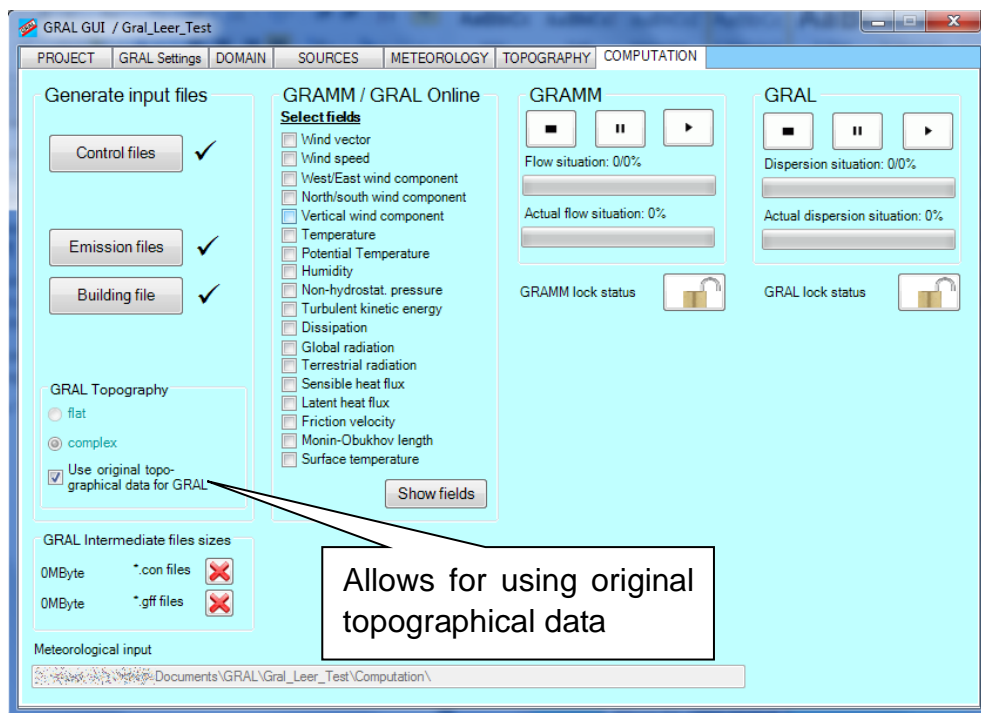 GRAL GUI / Gral_Leer_Test
PROJECT GRAL Settings DOMAIN SOURCES METEOROLOGY TOPOGRAPHY COMPUTATION
Generate input files
Control files
Emission files
Building file
GRAL Topography
flat
complex
Use original topo-
graphical data for GRAL
GRAL Intermediate files sizes
0MByte *.con files
0MByte *.gff files
GRAMM / GRAL Online
Select fields
Wind vector
Wind speed
West/East wind component
North/south wind component
Vertical wind component
Temperature
Potential Temperature
Humidity
Non-hydrostat. pressure
Turbulent kinetic energy
Dissipation
Global radiation
Terrestrial radiation
Sensible heat flux
Latent heat flux
Friction velocity
Monin-Obukhov length
Surface temperature
Show fields
GRAMM
Flow situation: 0/0%
Actual flow situation: 0%
GRAMM lock status
GRAL
Dispersion situation: 0/0%
Actual dispersion situation: 0%
GRAL lock status
Allows for using original
topographical data
Meteorological input
Documents\GRAL\Gral_Leer_Test\Computation\